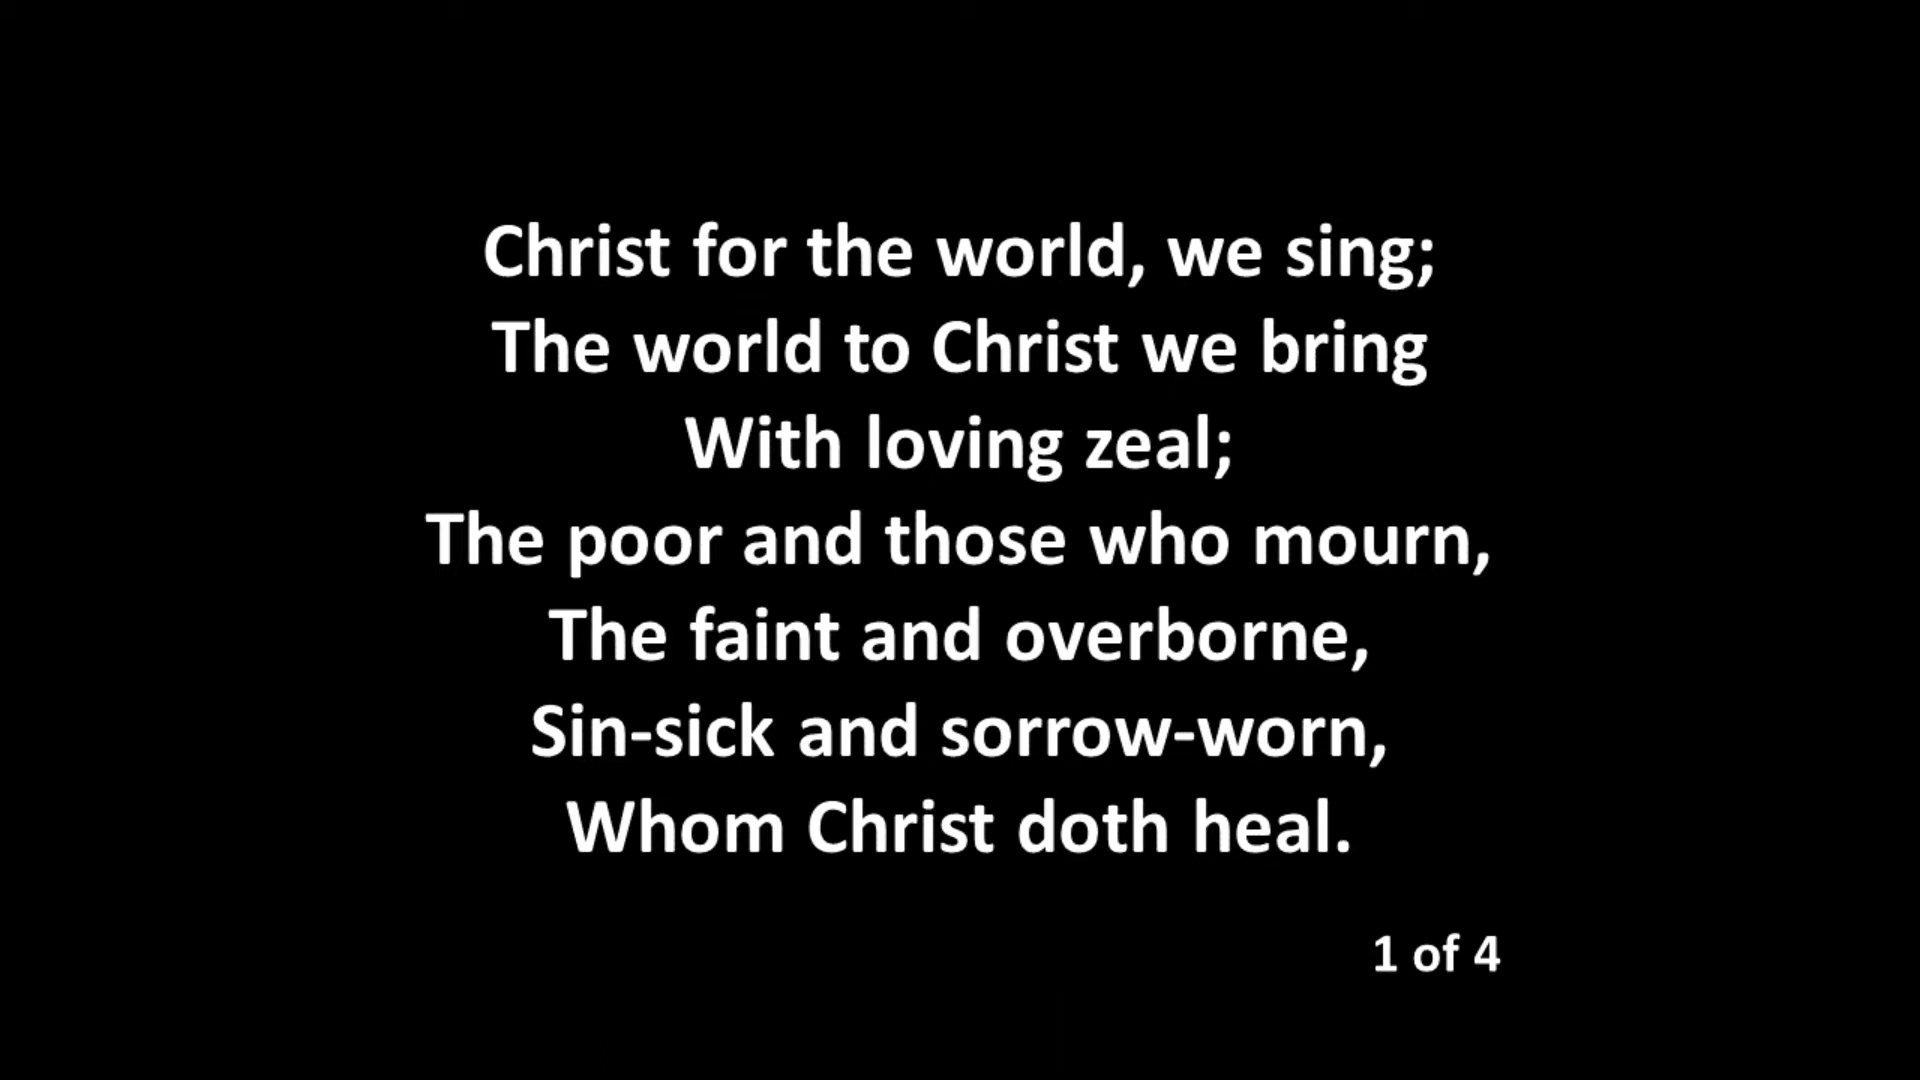 Christ for the world, we sing;
The world to Christ we bring
With loving zeal;
The poor and those who mourn,
The faint and overborne,
Sin-sick and sorrow-worn,
Whom Christ doth heal.
1 of 4